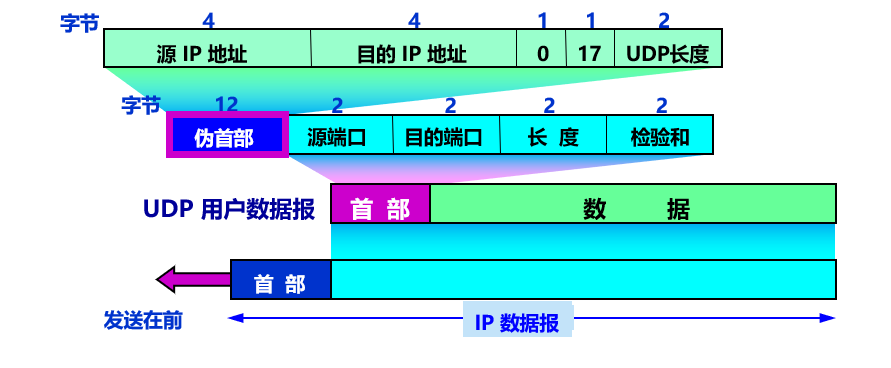 字节 4 4 1 1 2
源 IP 地址 目的 IP 地址 0 17 UDP长度
字节 12 2 2 2 2
伪首部 源端口 目的端口 长 度 检验和
UDP 用户数据报 首 部 数 据
首 部
发送在前
IP 数据报